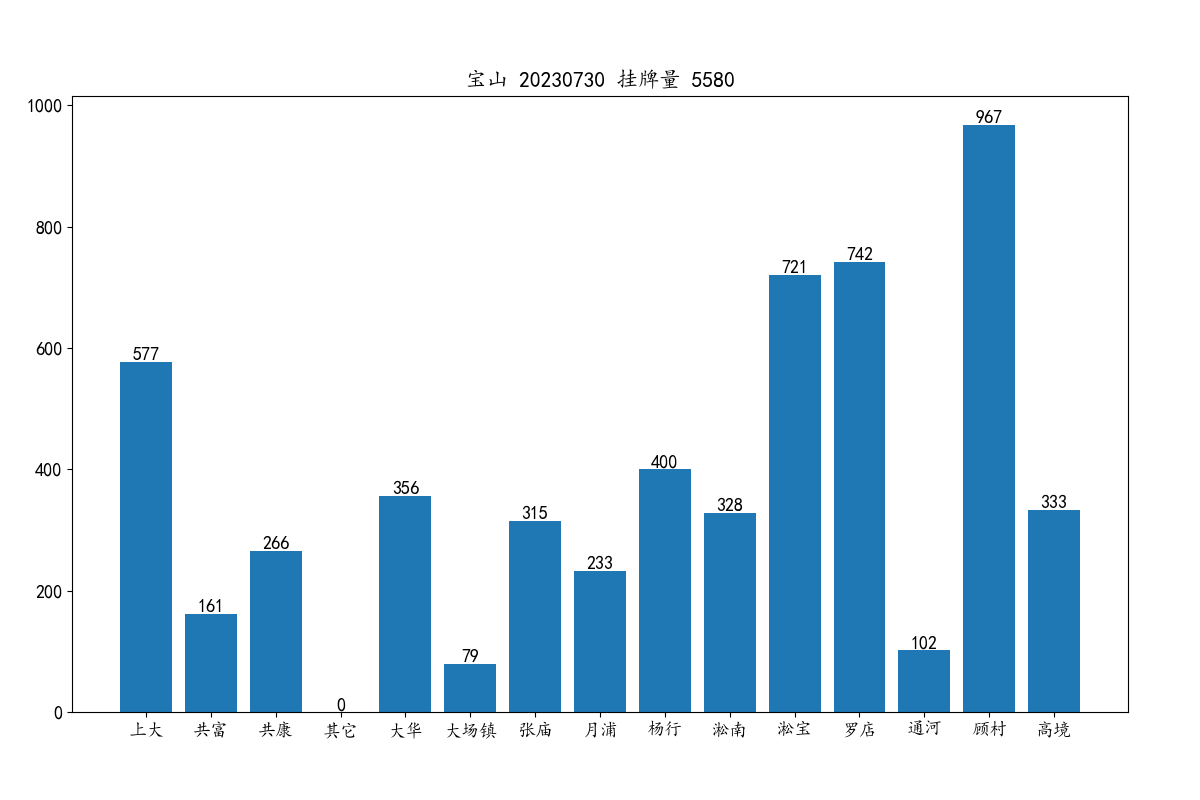 宝山 20230730 挂牌量 5580
1000
800
600
400
200
0
577
161
266
0
356
79
315
233
400
328
721
742
102
967
333
上大
共富
共康
其它
大华
大场镇
张庙
月浦
杨行
淞南
淞宝
罗店
通河
顾村
高境